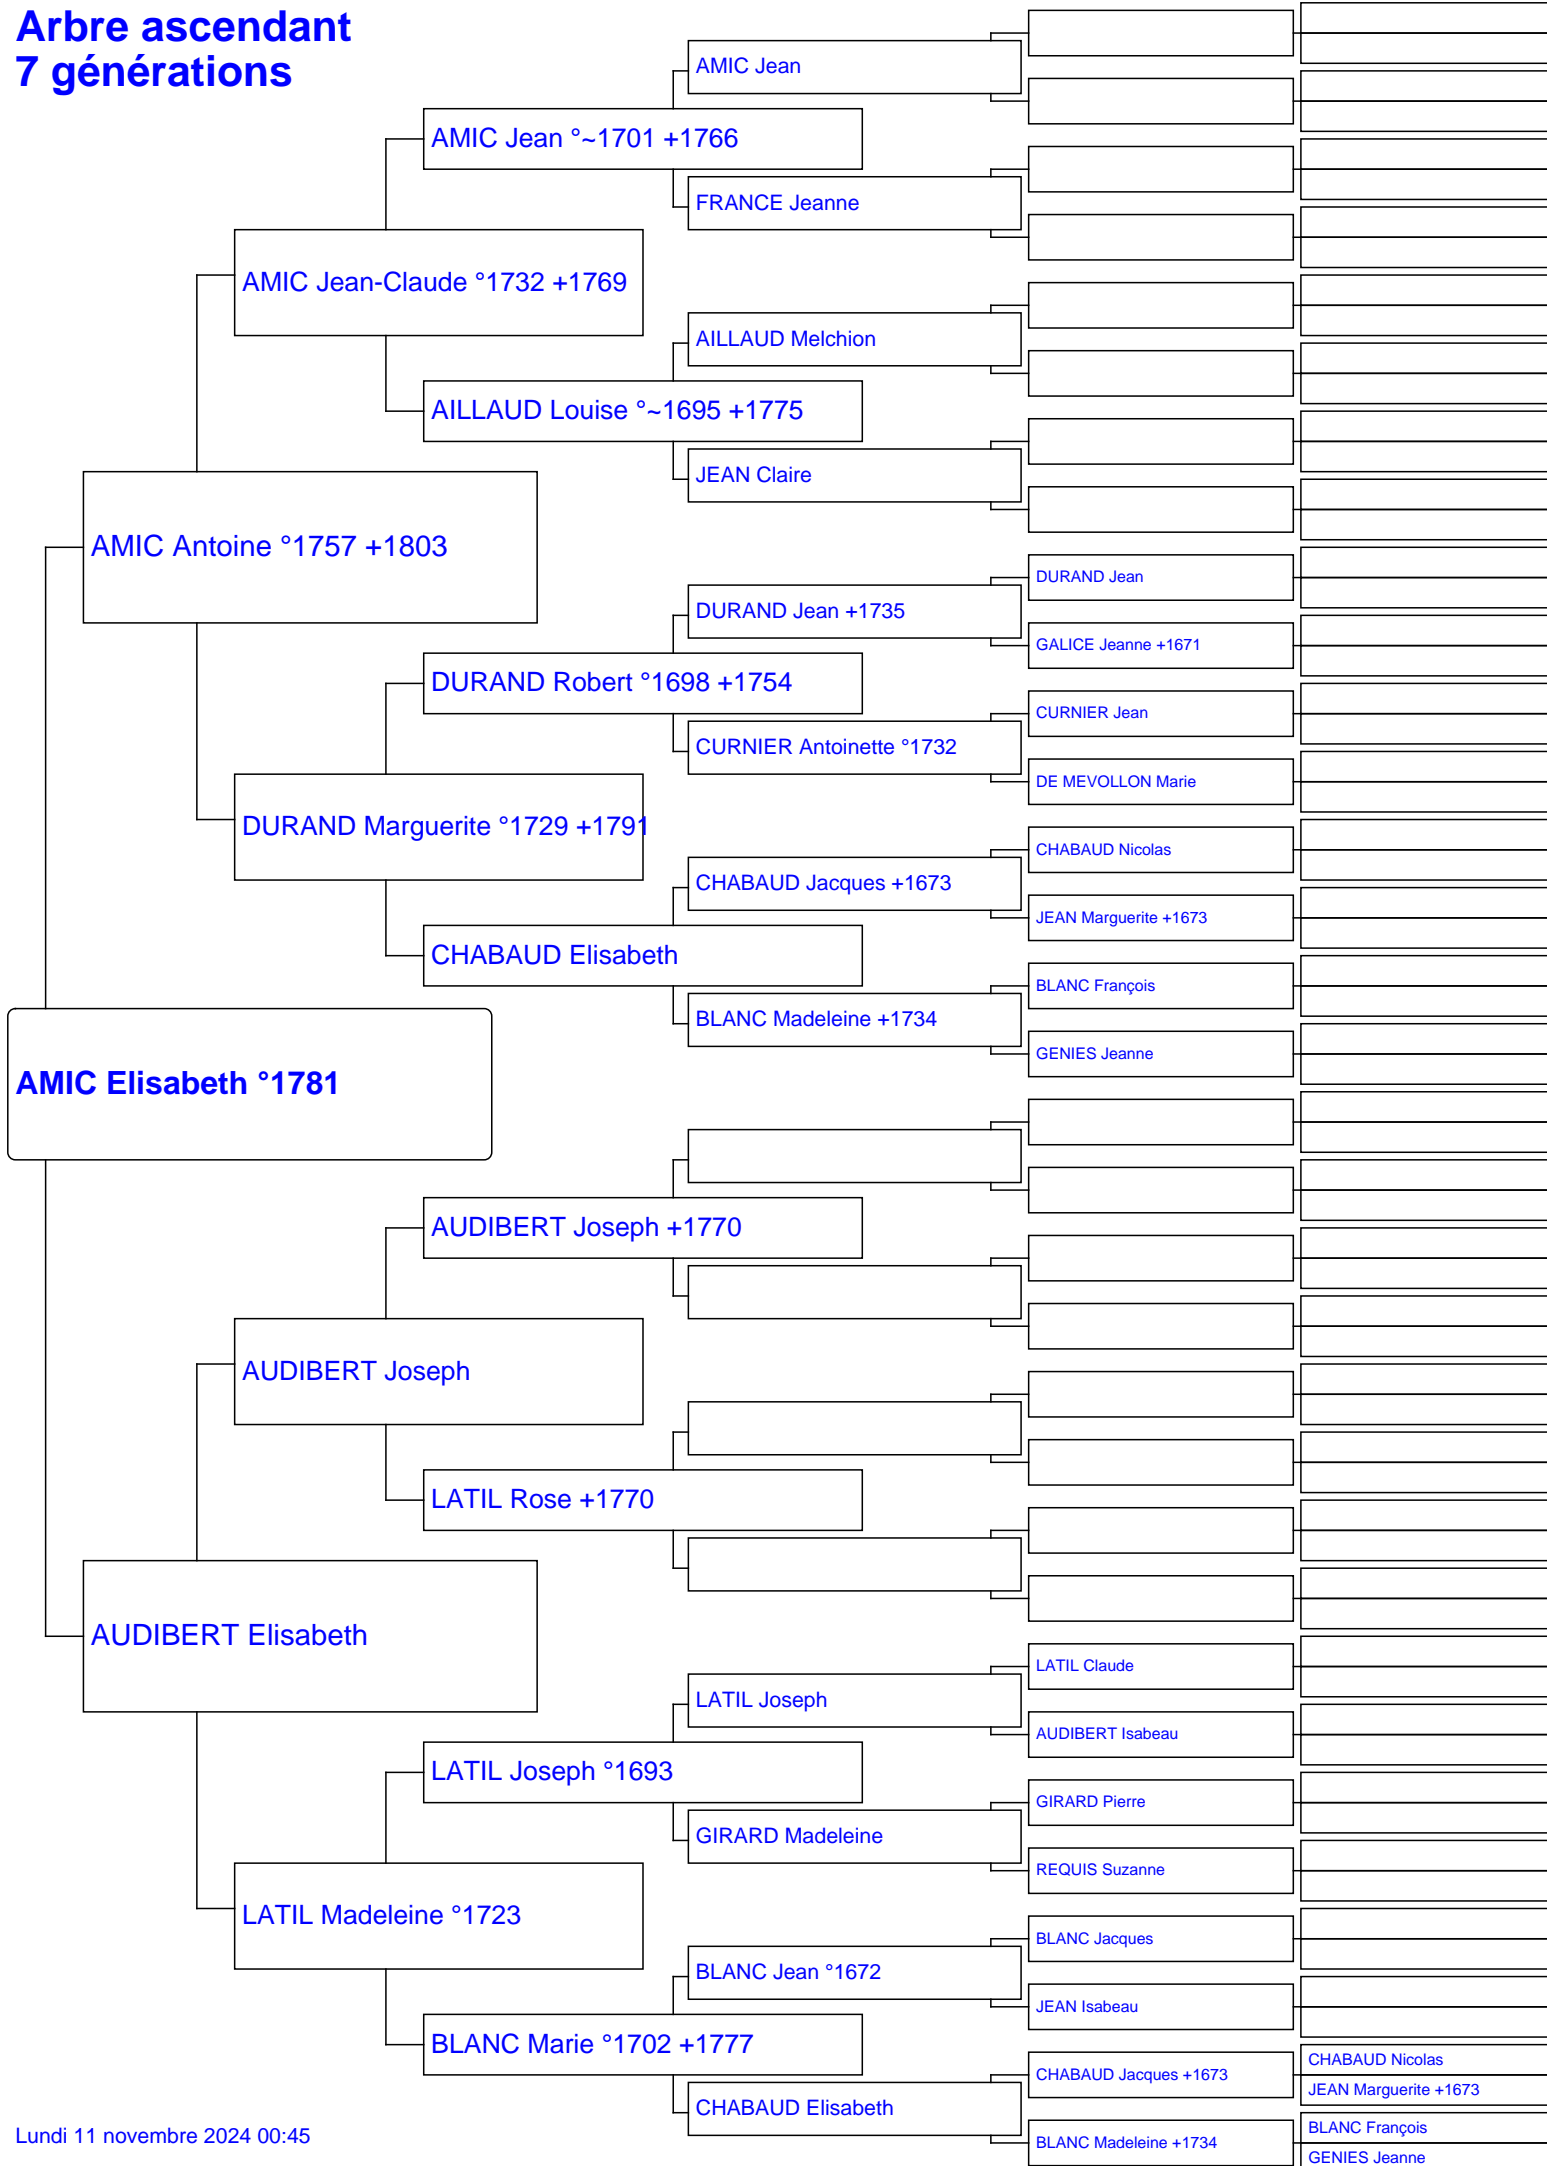 Arbre ascendant
7 générations
AMIC Jean
AMIC Jean °~1701 +1766
FRANCE Jeanne
AMIC Jean-Claude °1732 +1769
AILLAUD Melchion
AILLAUD Louise °~1695 +1775
JEAN Claire
AMIC Antoine °1757 +1803
DURAND Jean
DURAND Jean +1735
GALICE Jeanne +1671
DURAND Robert °1698 +1754
CURNIER Jean
CURNIER Antoinette °1732
DE MEVOLLON Marie
DURAND Marguerite °1729 +1791
CHABAUD Nicolas
CHABAUD Jacques +1673
JEAN Marguerite +1673
CHABAUD Elisabeth
BLANC François
BLANC Madeleine +1734
GENIES Jeanne
AMIC Elisabeth °1781
AUDIBERT Joseph +1770
AUDIBERT Joseph
LATIL Rose +1770
AUDIBERT Elisabeth
LATIL Claude
LATIL Joseph
AUDIBERT Isabeau
LATIL Joseph °1693
GIRARD Pierre
GIRARD Madeleine
REQUIS Suzanne
LATIL Madeleine °1723
BLANC Jacques
BLANC Jean °1672
JEAN Isabeau
BLANC Marie °1702 +1777
CHABAUD Nicolas
CHABAUD Jacques +1673
JEAN Marguerite +1673
CHABAUD Elisabeth
BLANC François
BLANC Madeleine +1734
GENIES Jeanne
Lundi 11 novembre 2024 00:45